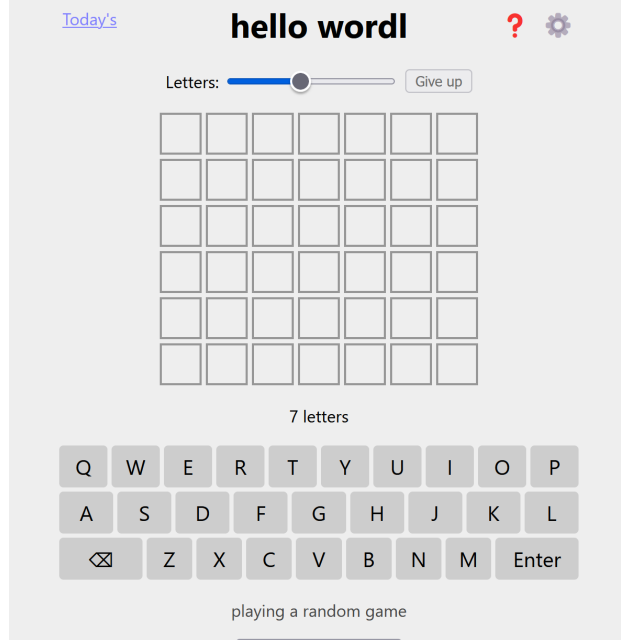 Today's
hello wordl
❓ ⚙️
Letters: Give up
7 letters
Q W E R T Y U I O P
A S D F G H J K L
⌫ Z X C V B N M Enter
playing a random game